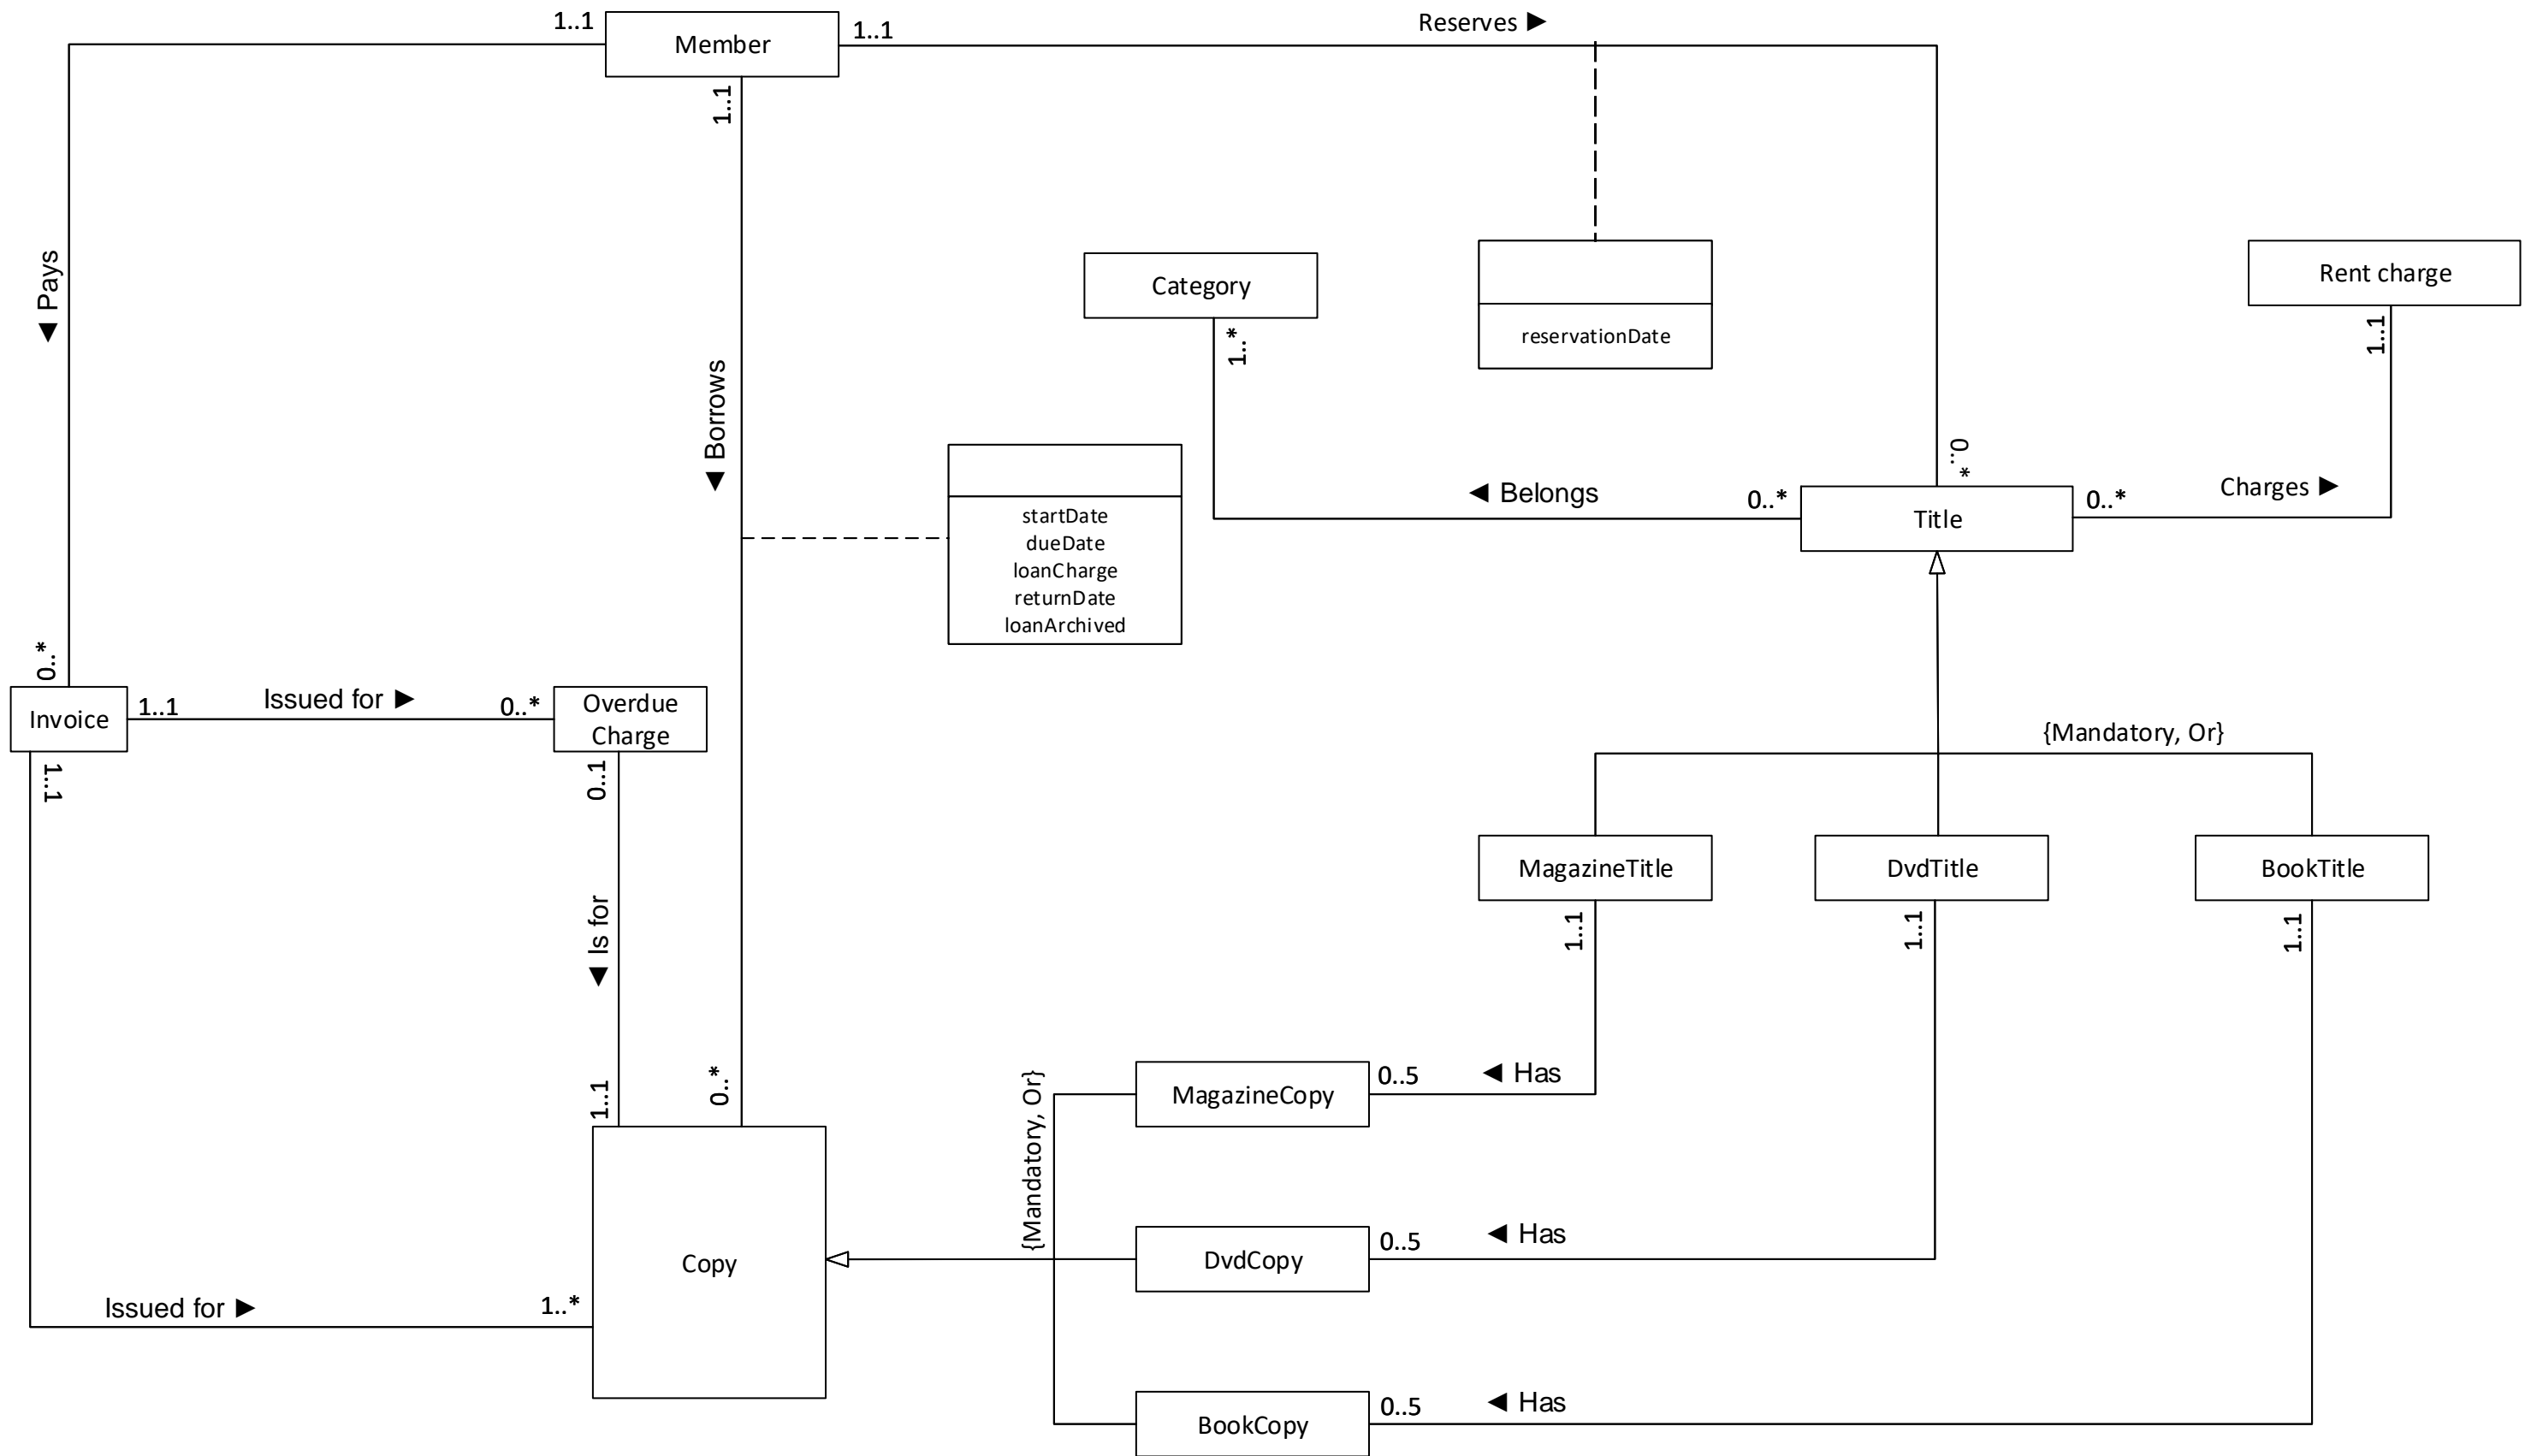 1..1
Member
1..1
Reserves ►
1..1
◄ Pays
◄ Borrows
Category
1..*
reservationDate
Rent charge
1..1
startDate
dueDate
loanCharge
returnDate
loanArchived
◄ Belongs
0..*
0..*
Title
0..*
Charges ►
0..*
Invoice
1..1
Issued for ►
0..*
Overdue
Charge
1..1
0..1
{Mandatory, Or}
MagazineTitle
DvdTitle
BookTitle
1..1
1..1
1..1
◄ Is for
1..1
0..*
{Mandatory, Or}
MagazineCopy
0..5
◄ Has
Copy
DvdCopy
0..5
◄ Has
Issued for ►
1..*
BookCopy
0..5
◄ Has